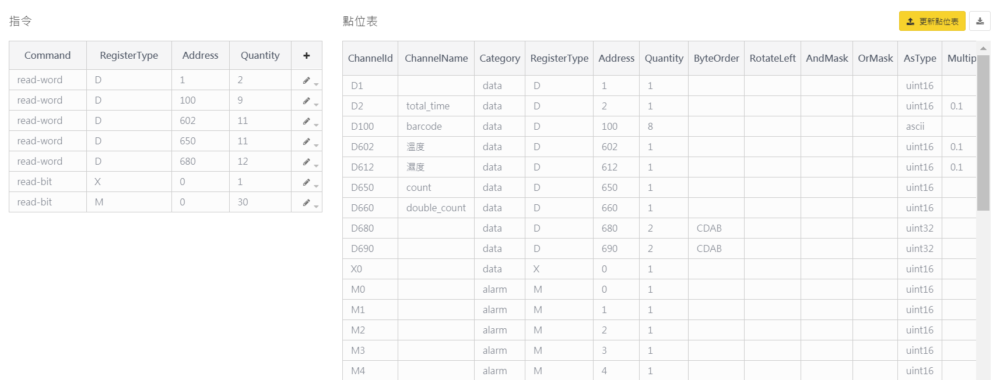 指令
Command RegisterType Address Quantity
read-word D 1 2
read-word D 100 9
read-word D 602 11
read-word D 650 11
read-word D 680 12
read-bit X 0 1
read-bit M 0 30
點位表
更新點位表
ChannelId ChannelName Category RegisterType Address Quantity ByteOrder RotateLeft AndMask OrMask AsType Multip
D1 data D 1 1 uint16
D2 total_time data D 2 1 uint16 0.1
D100 barcode data D 100 8 ascii
D602 溫度 data D 602 1 uint16 0.1
D612 濕度 data D 612 1 uint16 0.1
D650 count data D 650 1 uint16
D660 double_count data D 660 1 uint16
D680 data D 680 2 CDAB uint32
D690 data D 690 2 CDAB uint32
X0 data X 0 1 uint16
M0 alarm M 0 1 uint16
M1 alarm M 1 1 uint16
M2 alarm M 2 1 uint16
M3 alarm M 3 1 uint16
M4 alarm M 4 1 uint16